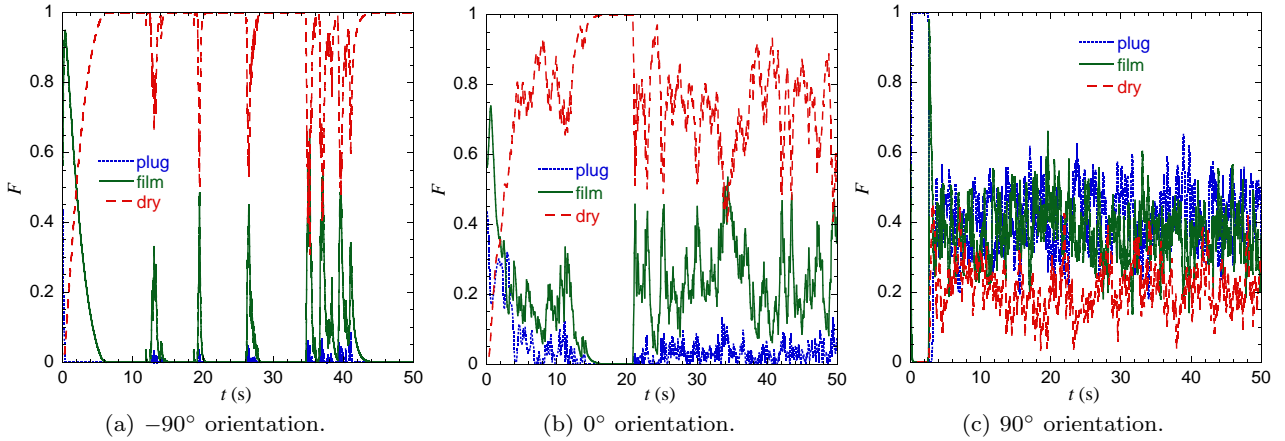 1
0.8
0.6
0.4
0.2
0
F
0 10 20 30 40 50
t (s)
plug
film
dry
(a) −90° orientation.
1
0.8
0.6
0.4
0.2
0
F
0 10 20 30 40 50
t (s)
plug
film
dry
(b) 0° orientation.
1
0.8
0.6
0.4
0.2
0
F
0 10 20 30 40 50
t (s)
plug
film
dry
(c) 90° orientation.